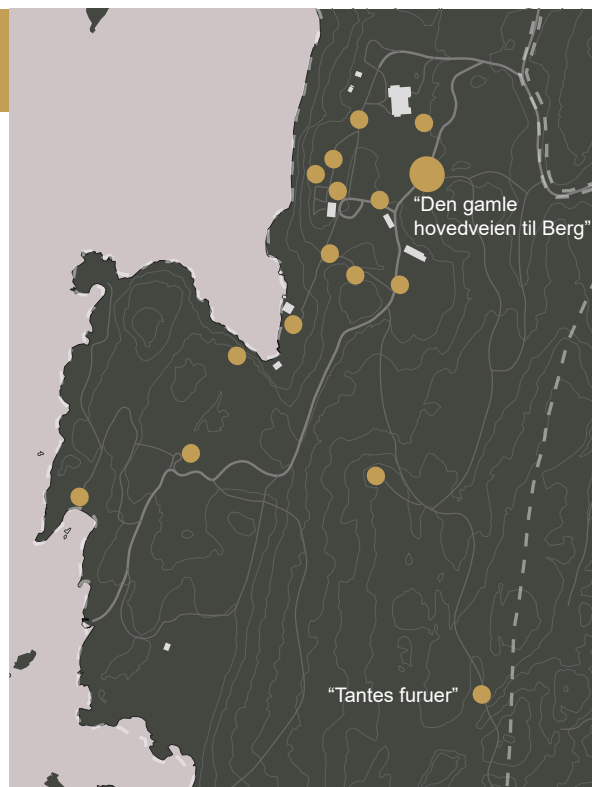 “Den gamle
hovedveien til Berg”
“Tantes furuer”